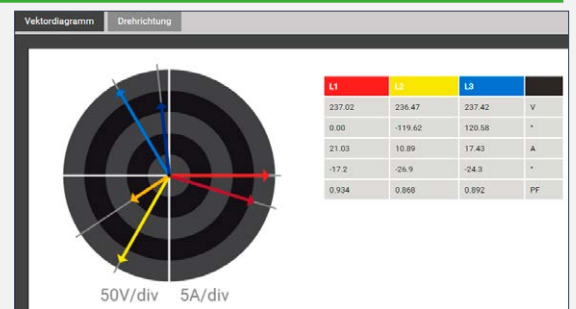 Vektordiagramm Drehrichtung
L1 L2 L3
237.02 236.47 237.42 V
0.00 -119.62 120.58 °
21.03 10.89 17.43 A
-17.2 -26.9 -24.3 °
0.934 0.868 0.892 PF
50V/div 5A/div